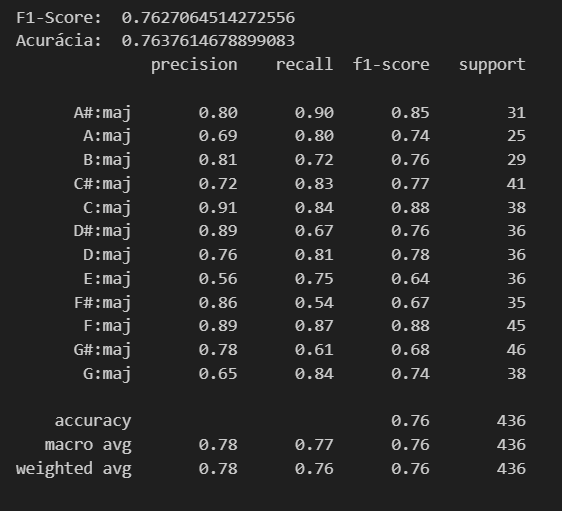 F1-Score:  0.7627064514272556
Acurácia:  0.7637614678899083
              precision    recall  f1-score   support

      A#:maj       0.80      0.90      0.85        31
       A:maj       0.69      0.80      0.74        25
       B:maj       0.81      0.72      0.76        29
      C#:maj       0.72      0.83      0.77        41
       C:maj       0.91      0.84      0.88        38
      D#:maj       0.89      0.67      0.76        36
       D:maj       0.76      0.81      0.78        36
       E:maj       0.56      0.75      0.64        36
      F#:maj       0.86      0.54      0.67        35
       F:maj       0.89      0.87      0.88        45
      G#:maj       0.78      0.61      0.68        46
       G:maj       0.65      0.84      0.74        38

    accuracy                           0.76       436
   macro avg       0.78      0.77      0.76       436
weighted avg       0.78      0.76      0.76       436